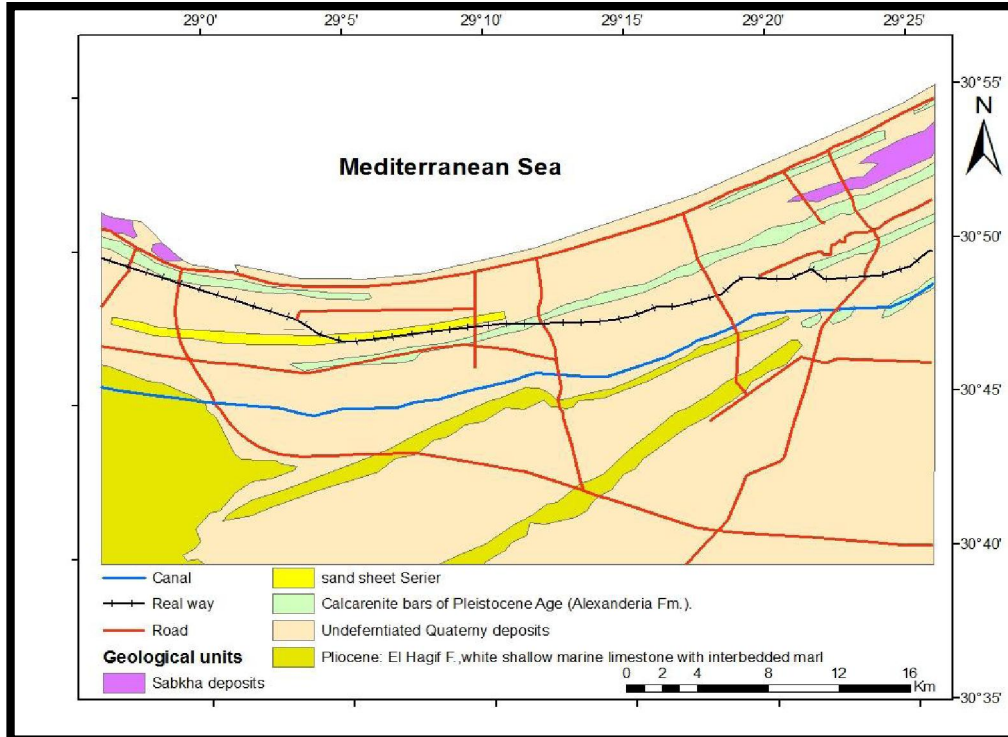 29°0' 29°5' 29°10' 29°15' 29°20' 29°25'
30°55'
N
Mediterranean Sea
30°50'
30°45'
30°40'
Canal
Real way
Road
Geological units
Sabkha deposits
sand sheet Serier
Calcarenite bars of Pleistocene Age (Alexanderia Fm.).
Undeferntiated Quaterny deposits
Pliocene: El Hagif F.,white shallow marine limestone with interbedded marl
0 2 4 8 12 16
Km
30°35'